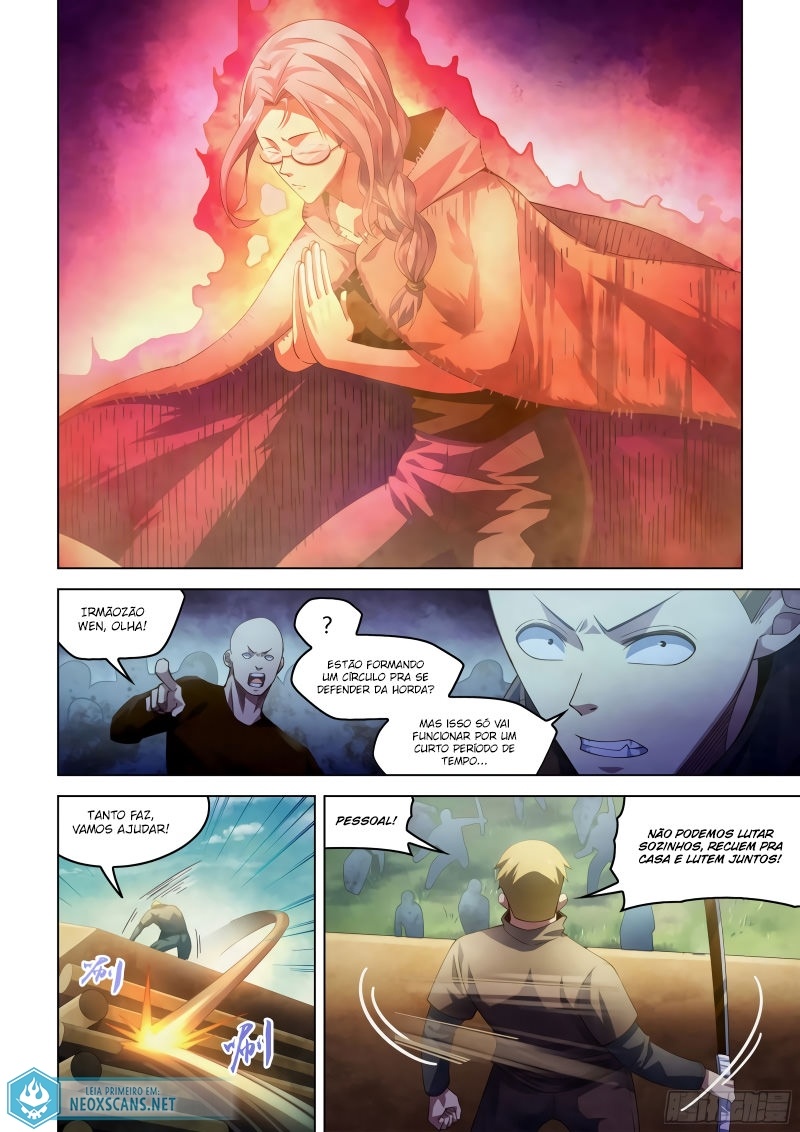 IRMÃOZÃO
WEN, OLHA!
?
ESTÃO FORMANDO
UM CÍRCULO PRA SE
DEFENDER DA HORDA?
MAS ISSO SÓ VAI
FUNCIONAR POR UM
CURTO PERÍODO DE
TEMPO...
TANTO FAZ,
VAMOS AJUDAR!
唰
唰
PESSOAL!
NÃO PODEMOS LUTAR
SOZINHOS, RECUEM PRA
CASA E LUTEM JUNTOS!
LEIA PRIMEIRO EM:
NEOXSCANS.NET